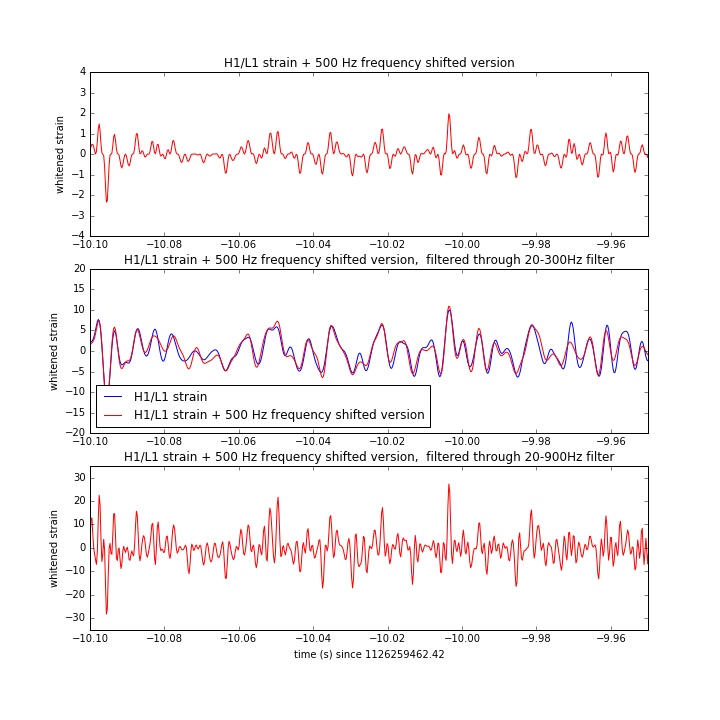 H1/L1 strain + 500 Hz frequency shifted version
4
3
2
1
0
−1
−2
−3
−4
whitened strain
−10.10 −10.08 −10.06 −10.04 −10.02 −10.00 −9.98 −9.96
H1/L1 strain + 500 Hz frequency shifted version,  filtered through 20-300Hz filter
20
15
10
5
0
−5
−10
−15
−20
whitened strain
H1/L1 strain
H1/L1 strain + 500 Hz frequency shifted version
−10.10 −10.08 −10.06 −10.04 −10.02 −10.00 −9.98 −9.96
H1/L1 strain + 500 Hz frequency shifted version,  filtered through 20-900Hz filter
30
20
10
0
−10
−20
−30
whitened strain
−10.10 −10.08 −10.06 −10.04 −10.02 −10.00 −9.98 −9.96
time (s) since 1126259462.42